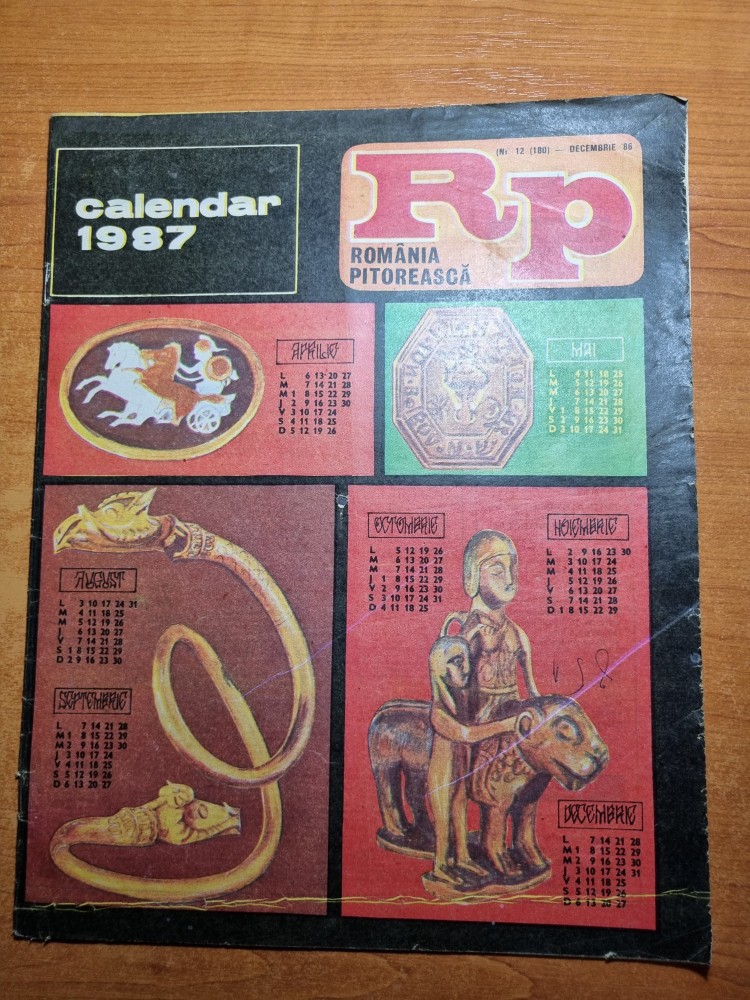 calendar
1987
(Nr 12 (180) — DECEMBRIE '86
Rp
ROMÂNIA
PITOREASCĂ
APRILIE
L 6 13 20 27
M 7 14 21 28
M 1 8 15 22 29
J 2 9 16 23 30
V 3 10 17 24
S 4 11 18 25
D 5 12 19 26
MAI
L 4 11 18 25
M 5 12 19 26
M 6 13 20 27
J 7 14 21 28
V 1 8 15 22 29
S 2 9 16 23 30
D 3 10 17 24 31
AUGUST
L 3 10 17 24 31
M 4 11 18 25
M 5 12 19 26
J 6 13 20 27
V 7 14 21 28
S 1 8 15 22 29
D 2 9 16 23 30
SEPTEMBRIE
L 7 14 21 28
M 1 8 15 22 29
M 2 9 16 23 30
J 3 10 17 24
V 4 11 18 25
S 5 12 19 26
D 6 13 20 27
OCTOMBRIE
L 5 12 19 26
M 6 13 20 27
M 7 14 21 28
J 1 8 15 22 29
V 2 9 16 23 30
S 3 10 17 24 31
D 4 11 18 25
NOIEMBRIE
L 2 9 16 23 30
M 3 10 17 24
M 4 11 18 25
J 5 12 19 26
V 6 13 20 27
S 7 14 21 28
D 1 8 15 22 29
DECEMBRIE
L 7 14 21 28
M 1 8 15 22 29
M 2 9 16 23 30
J 3 10 17 24 31
V 4 11 18 25
S 5 12 19 26
D 6 13 20 27